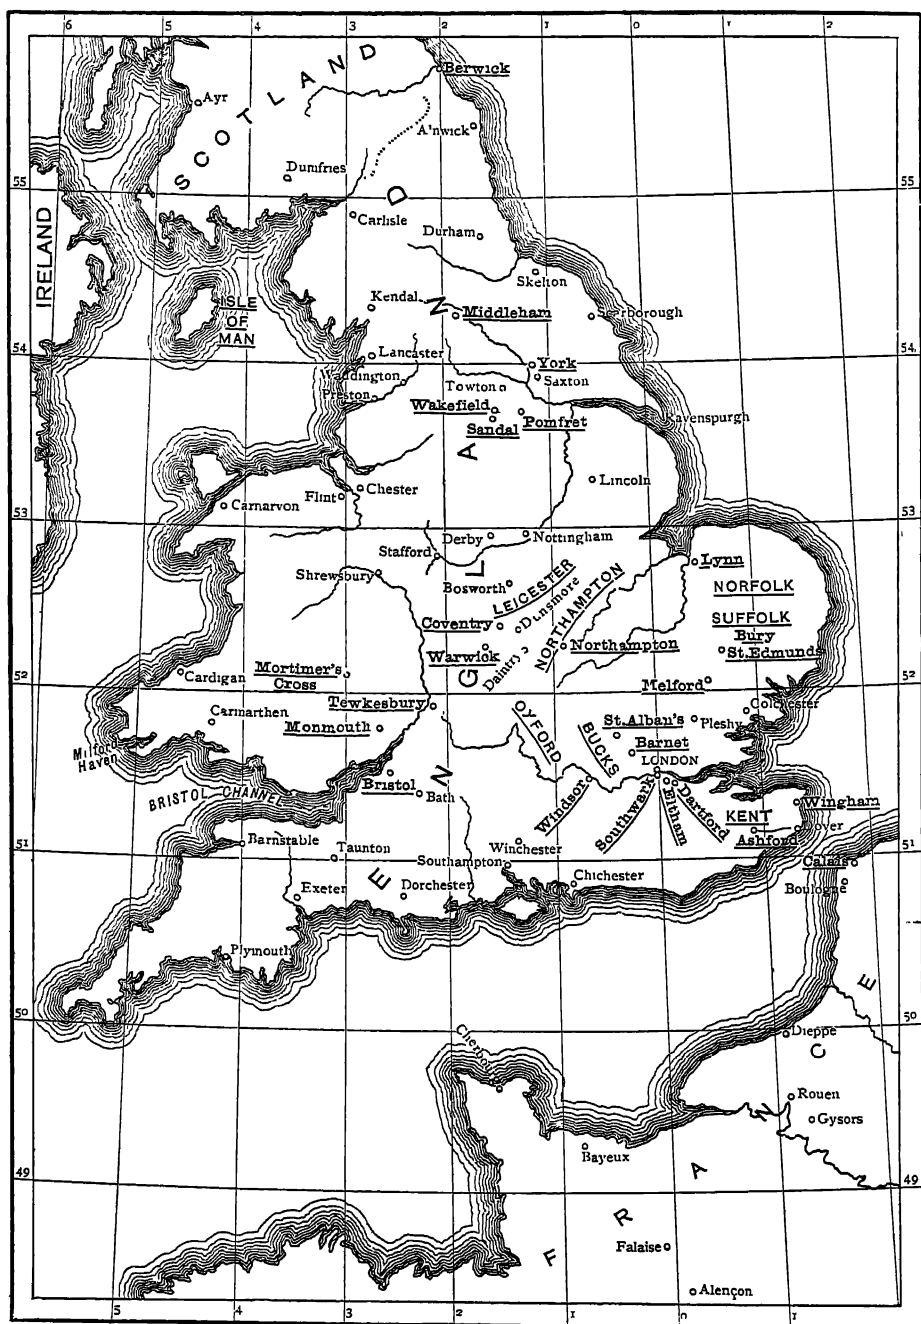 6 5 4 3 2 1 0 1 2
Berwick
Ayr
SCOTLAND
A'nwick
Dumfries
55 55
IRELAND
Carlisle
Durham
Skelton
ISLE
OF
MAN
Kendal
Middleham
Scarborough
54 54
Lancaster
York
Waddington
Saxton
Towton
Preston
Wakefield
Pomfret
Sandal
Ravenspurgh
ENGLAND
Lincoln
Flint
Chester
Carnarvon
53 53
Derby
Nottingham
Stafford
Lynn
Shrewsbury
Bosworth
LEICESTER
Dunsmore
NORTHAMPTON
NORFOLK
SUFFOLK
Coventry
Bury
St.Edmunds
Northampton
Warwick
Daintry
Mortimer's
Cross
Cardigan
Melford
52 52
Tewkesbury
Colchester
Carmarthen
Monmouth
OXFORD
St.Alban's
Pleshy
BUCKS
Barnet
Milford
Haven
LONDON
Bristol
Bath
BRISTOL CHANNEL
Windsor
Southwark
Eltham
Dartford
KENT
Wingham
Dover
Ashford
Barnstable
Taunton
Winchester
51 51
Southampton
Calais
Boulogne
Chichester
Exeter
Dorchester
Plymouth
50 50
Dieppe
FRANCE
Rouen
Gysors
Bayeux
49 49
Falaise
Alençon
5 4 3 2 1 0 1